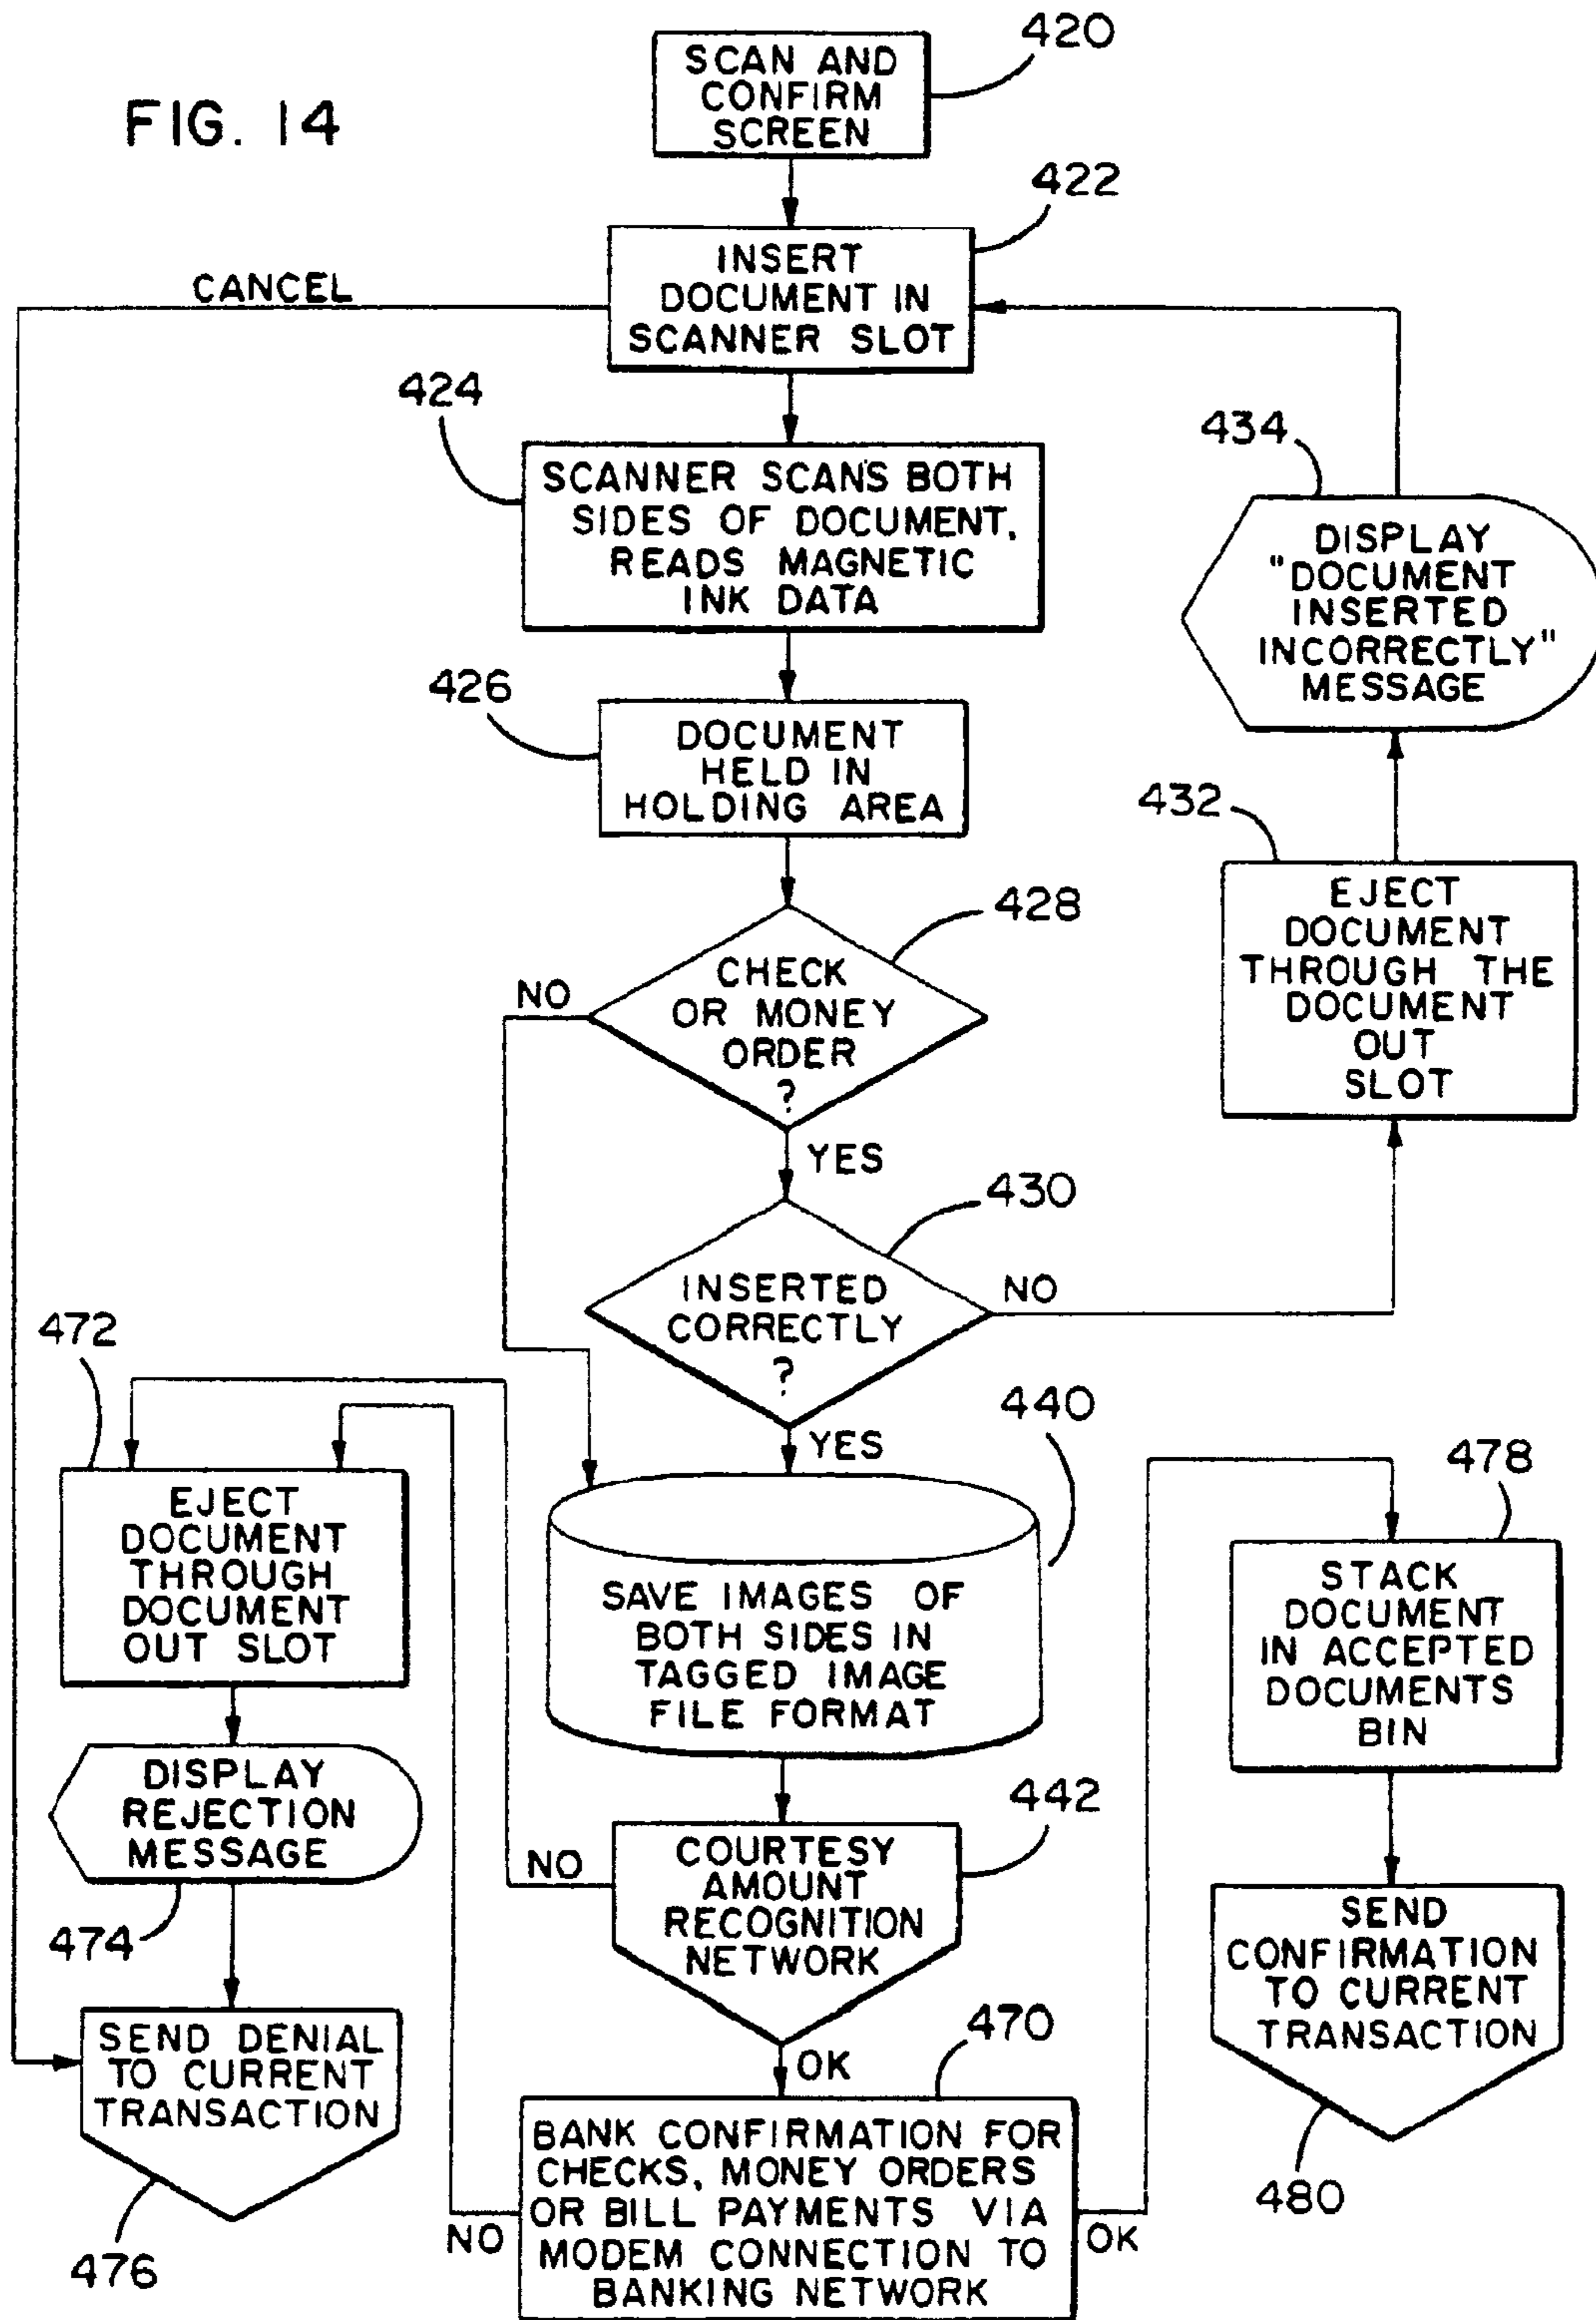 FIG. 14
420
SCAN AND
CONFIRM
SCREEN
422
INSERT
DOCUMENT IN
SCANNER SLOT
CANCEL
424
SCANNER SCANS BOTH
SIDES OF DOCUMENT,
READS MAGNETIC
INK DATA
434
DISPLAY
"DOCUMENT
INSERTED
INCORRECTLY"
MESSAGE
426
DOCUMENT
HELD IN
HOLDING AREA
432
EJECT
DOCUMENT
THROUGH THE
DOCUMENT
OUT
SLOT
428
CHECK
OR MONEY
ORDER
?
NO
YES
430
INSERTED
CORRECTLY
?
NO
YES
472
EJECT
DOCUMENT
THROUGH
DOCUMENT
OUT SLOT
440
SAVE IMAGES OF
BOTH SIDES IN
TAGGED IMAGE
FILE FORMAT
478
STACK
DOCUMENT
IN ACCEPTED
DOCUMENTS
BIN
DISPLAY
REJECTION
MESSAGE
474
442
COURTESY
AMOUNT
RECOGNITION
NETWORK
NO
OK
SEND
CONFIRMATION
TO CURRENT
TRANSACTION
480
SEND DENIAL
TO CURRENT
TRANSACTION
476
470
BANK CONFIRMATION FOR
CHECKS, MONEY ORDERS
OR BILL PAYMENTS VIA
MODEM CONNECTION TO
BANKING NETWORK
NO
OK